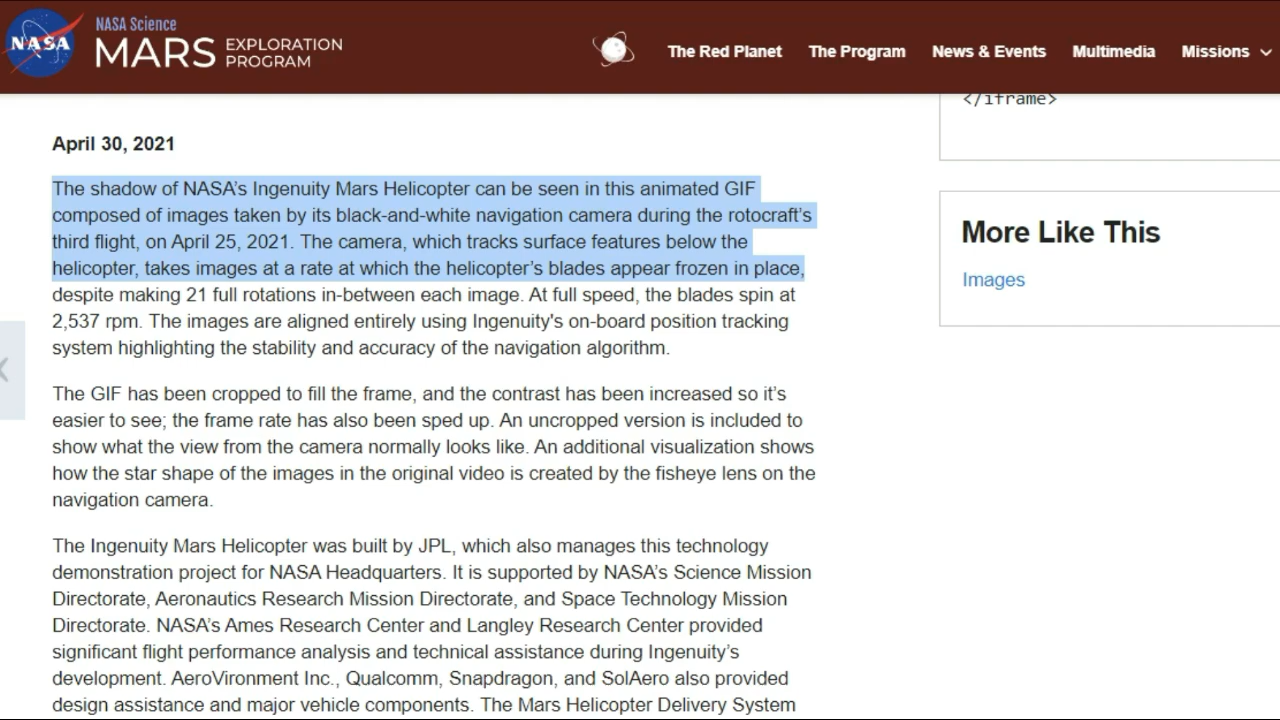 NASA
NASA Science
MARS EXPLORATION PROGRAM
The Red Planet
The Program
News & Events
Multimedia
Missions
</iframe>
April 30, 2021
The shadow of NASA’s Ingenuity Mars Helicopter can be seen in this animated GIF
composed of images taken by its black-and-white navigation camera during the rotocraft’s
third flight, on April 25, 2021. The camera, which tracks surface features below the
helicopter, takes images at a rate at which the helicopter’s blades appear frozen in place,
despite making 21 full rotations in-between each image. At full speed, the blades spin at
2,537 rpm. The images are aligned entirely using Ingenuity's on-board position tracking
system highlighting the stability and accuracy of the navigation algorithm.
The GIF has been cropped to fill the frame, and the contrast has been increased so it’s
easier to see; the frame rate has also been sped up. An uncropped version is included to
show what the view from the camera normally looks like. An additional visualization shows
how the star shape of the images in the original video is created by the fisheye lens on the
navigation camera.
The Ingenuity Mars Helicopter was built by JPL, which also manages this technology
demonstration project for NASA Headquarters. It is supported by NASA’s Science Mission
Directorate, Aeronautics Research Mission Directorate, and Space Technology Mission
Directorate. NASA’s Ames Research Center and Langley Research Center provided
significant flight performance analysis and technical assistance during Ingenuity’s
development. AeroVironment Inc., Qualcomm, Snapdragon, and SolAero also provided
design assistance and major vehicle components. The Mars Helicopter Delivery System
More Like This
Images